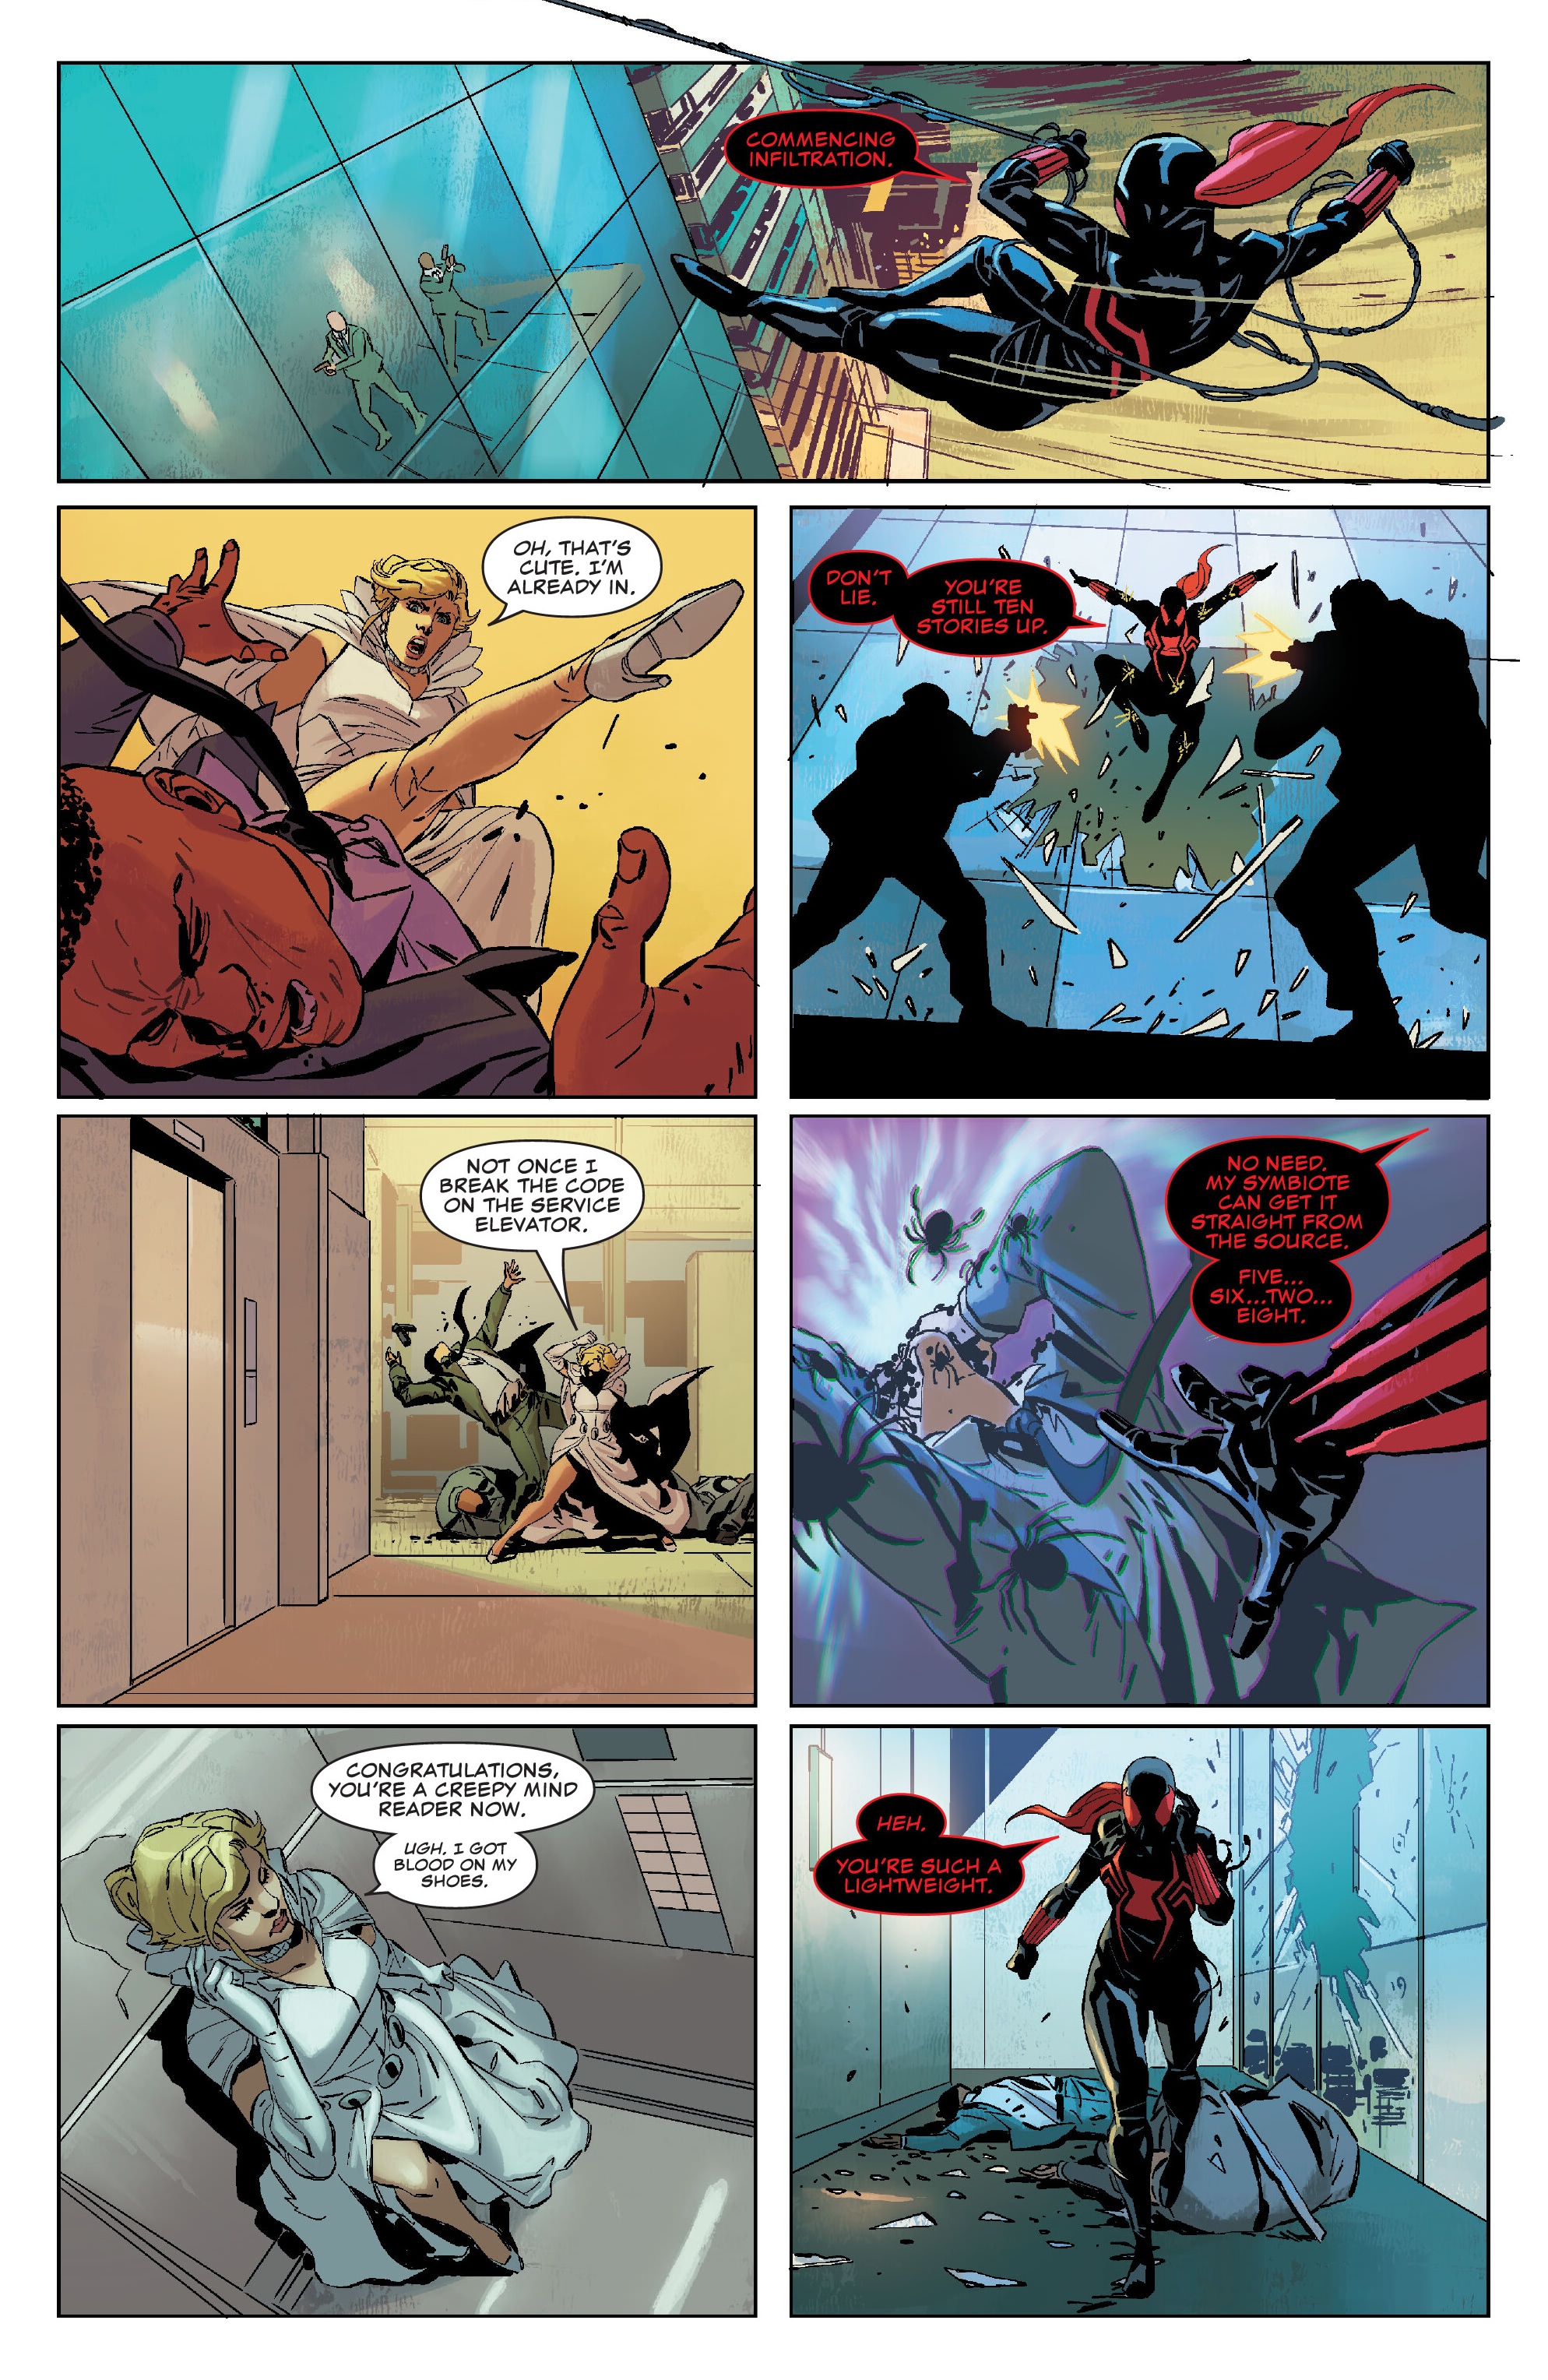 COMMENCING
INFILTRATION.
OH, THAT'S
CUTE. I'M
ALREADY IN.
DON'T
LIE.
YOU'RE
STILL TEN
STORIES UP.
NOT ONCE I
BREAK THE CODE
ON THE SERVICE
ELEVATOR.
NO NEED.
MY SYMBIOTE
CAN GET IT
STRAIGHT FROM
THE SOURCE.
FIVE...
SIX...TWO...
EIGHT.
CONGRATULATIONS,
YOU'RE A CREEPY MIND
READER NOW.
UGH. I GOT
BLOOD ON MY
SHOES.
HEH.
YOU'RE SUCH A
LIGHTWEIGHT.